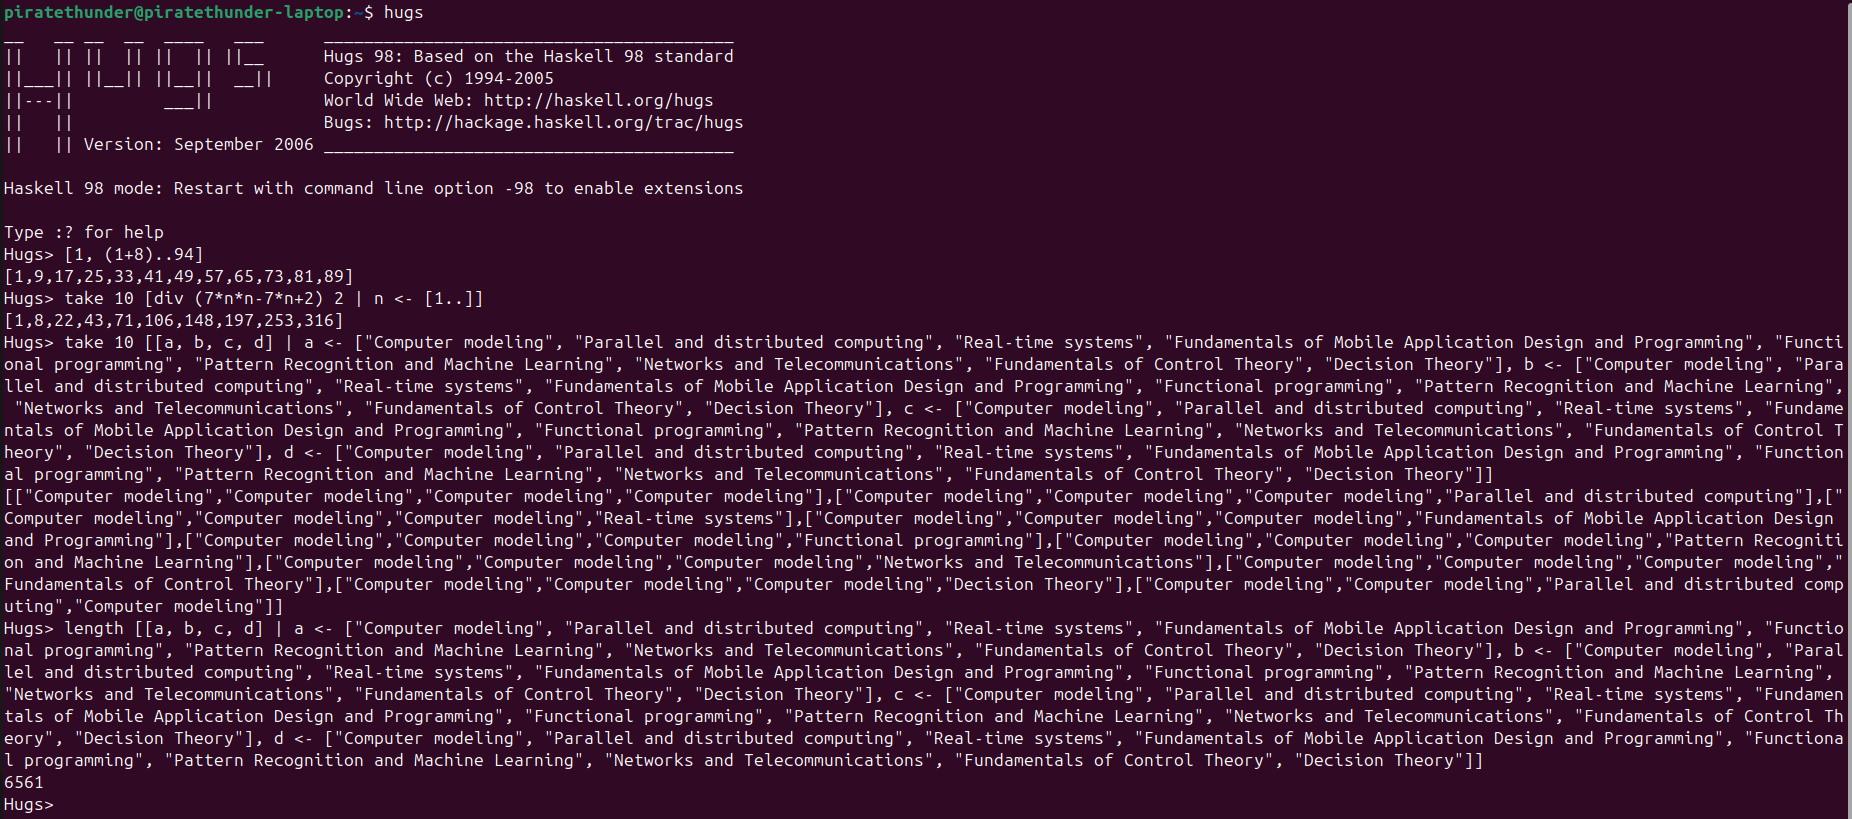 piratethunder@piratethunder-laptop:~$ hugs
__   __ __  __  ____   ___      _________________________________________
||   || ||  || ||  || ||__      Hugs 98: Based on the Haskell 98 standard
||___|| ||__|| ||__||  __||     Copyright (c) 1994-2005
||---||         ___||           World Wide Web: http://haskell.org/hugs
||   ||                         Bugs: http://hackage.haskell.org/trac/hugs
||   || Version: September 2006 _________________________________________

Haskell 98 mode: Restart with command line option -98 to enable extensions

Type :? for help
Hugs> [1, (1+8)..94]
[1,9,17,25,33,41,49,57,65,73,81,89]
Hugs> take 10 [div (7*n*n-7*n+2) 2 | n <- [1..]]
[1,8,22,43,71,106,148,197,253,316]
Hugs> take 10 [[a, b, c, d] | a <- ["Computer modeling", "Parallel and distributed computing", "Real-time systems", "Fundamentals of Mobile Application Design and Programming", "Functi
onal programming", "Pattern Recognition and Machine Learning", "Networks and Telecommunications", "Fundamentals of Control Theory", "Decision Theory"], b <- ["Computer modeling", "Para
llel and distributed computing", "Real-time systems", "Fundamentals of Mobile Application Design and Programming", "Functional programming", "Pattern Recognition and Machine Learning",
 "Networks and Telecommunications", "Fundamentals of Control Theory", "Decision Theory"], c <- ["Computer modeling", "Parallel and distributed computing", "Real-time systems", "Fundame
ntals of Mobile Application Design and Programming", "Functional programming", "Pattern Recognition and Machine Learning", "Networks and Telecommunications", "Fundamentals of Control T
heory", "Decision Theory"], d <- ["Computer modeling", "Parallel and distributed computing", "Real-time systems", "Fundamentals of Mobile Application Design and Programming", "Function
al programming", "Pattern Recognition and Machine Learning", "Networks and Telecommunications", "Fundamentals of Control Theory", "Decision Theory"]]
[["Computer modeling","Computer modeling","Computer modeling","Computer modeling"],["Computer modeling","Computer modeling","Computer modeling","Parallel and distributed computing"],["
Computer modeling","Computer modeling","Computer modeling","Real-time systems"],["Computer modeling","Computer modeling","Computer modeling","Fundamentals of Mobile Application Design 
and Programming"],["Computer modeling","Computer modeling","Computer modeling","Functional programming"],["Computer modeling","Computer modeling","Computer modeling","Pattern Recogniti
on and Machine Learning"],["Computer modeling","Computer modeling","Computer modeling","Networks and Telecommunications"],["Computer modeling","Computer modeling","Computer modeling","
Fundamentals of Control Theory"],["Computer modeling","Computer modeling","Computer modeling","Decision Theory"],["Computer modeling","Computer modeling","Parallel and distributed comp
uting","Computer modeling"]]
Hugs> length [[a, b, c, d] | a <- ["Computer modeling", "Parallel and distributed computing", "Real-time systems", "Fundamentals of Mobile Application Design and Programming", "Functio
nal programming", "Pattern Recognition and Machine Learning", "Networks and Telecommunications", "Fundamentals of Control Theory", "Decision Theory"], b <- ["Computer modeling", "Paral
lel and distributed computing", "Real-time systems", "Fundamentals of Mobile Application Design and Programming", "Functional programming", "Pattern Recognition and Machine Learning", 
"Networks and Telecommunications", "Fundamentals of Control Theory", "Decision Theory"], c <- ["Computer modeling", "Parallel and distributed computing", "Real-time systems", "Fundamen
tals of Mobile Application Design and Programming", "Functional programming", "Pattern Recognition and Machine Learning", "Networks and Telecommunications", "Fundamentals of Control Th
eory", "Decision Theory"], d <- ["Computer modeling", "Parallel and distributed computing", "Real-time systems", "Fundamentals of Mobile Application Design and Programming", "Functiona
l programming", "Pattern Recognition and Machine Learning", "Networks and Telecommunications", "Fundamentals of Control Theory", "Decision Theory"]]
6561
Hugs>